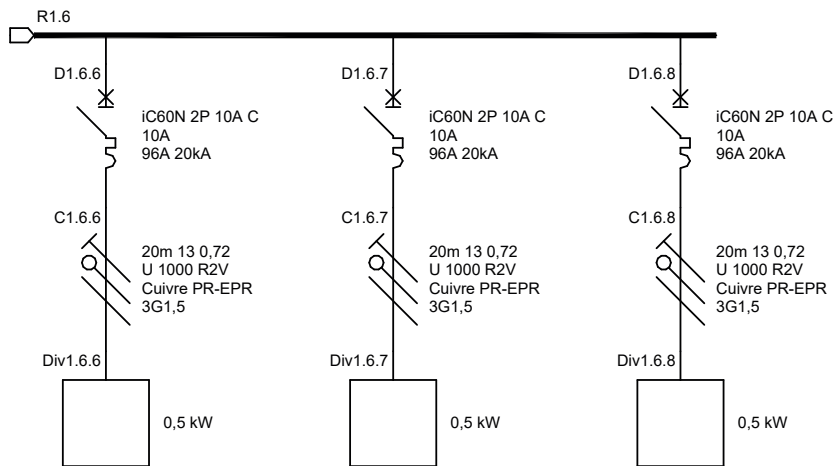 R1.6
D1.6.6
iC60N 2P 10A C
10A
96A 20kA
C1.6.6
20m 13 0,72
U 1000 R2V
Cuivre PR-EPR
3G1,5
Div1.6.6
0,5 kW
D1.6.7
iC60N 2P 10A C
10A
96A 20kA
C1.6.7
20m 13 0,72
U 1000 R2V
Cuivre PR-EPR
3G1,5
Div1.6.7
0,5 kW
D1.6.8
iC60N 2P 10A C
10A
96A 20kA
C1.6.8
20m 13 0,72
U 1000 R2V
Cuivre PR-EPR
3G1,5
Div1.6.8
0,5 kW